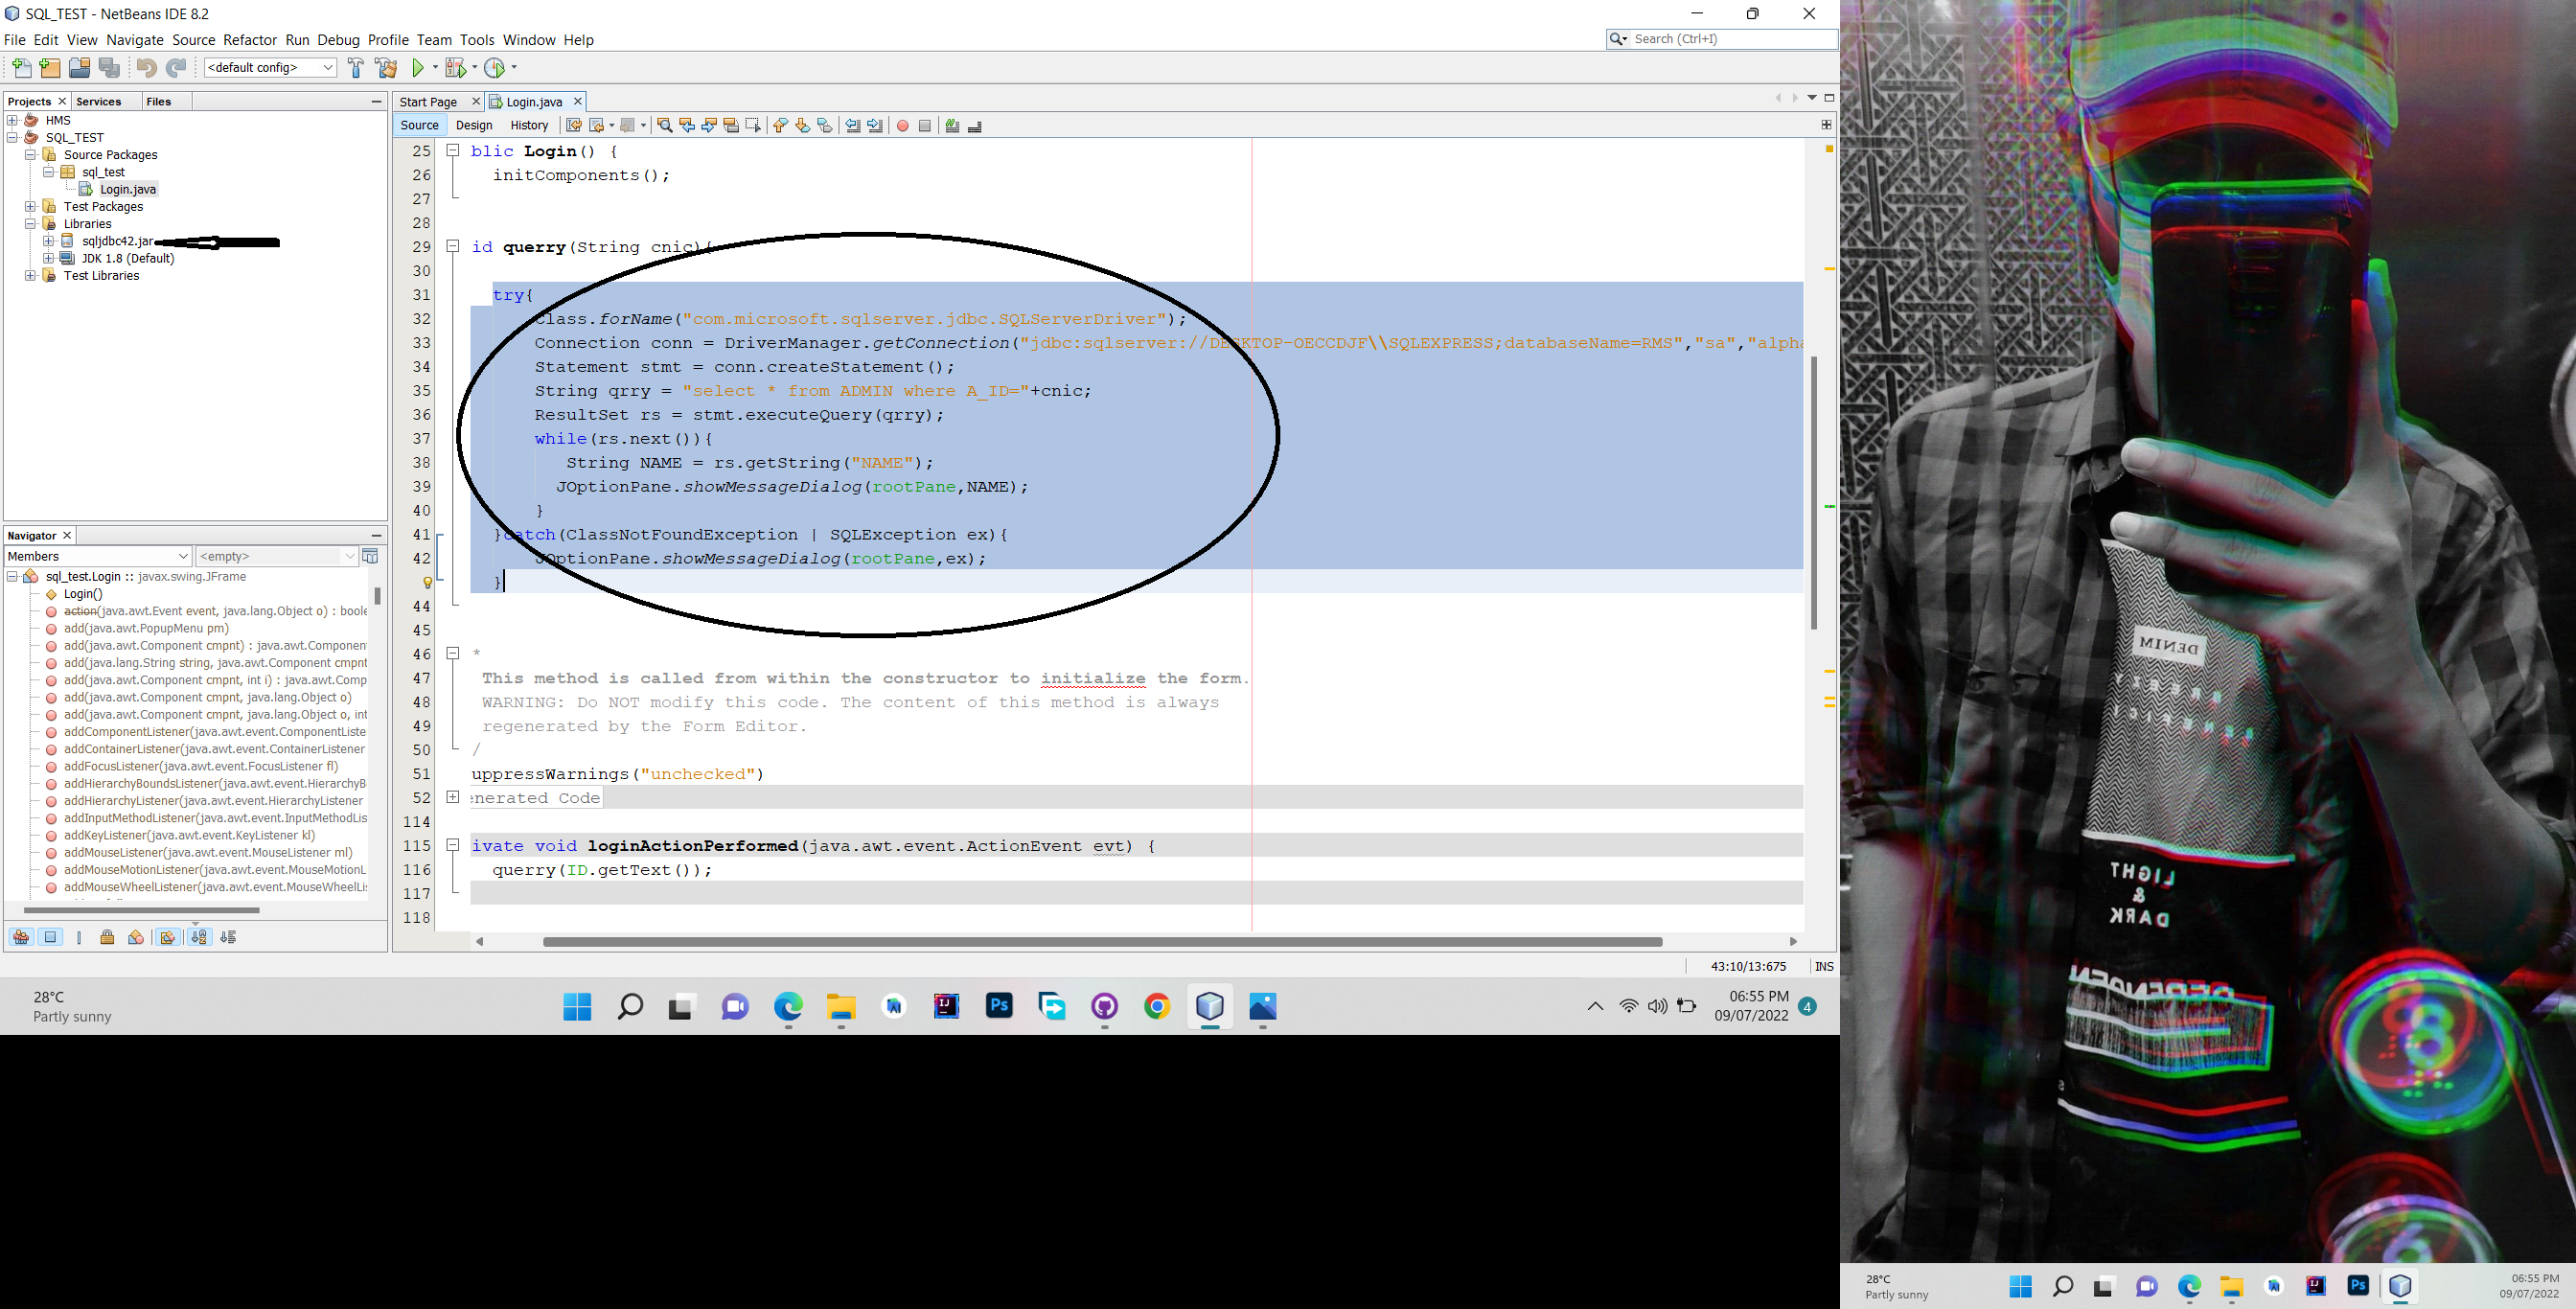 SQL_TEST - NetBeans IDE 8.2
File Edit View Navigate Source Refactor Run Debug Profile Team Tools Window Help
Search (Ctrl+I)
<default config>
Projects Services Files
HMS
SQL_TEST
Source Packages
sql_test
Login.java
Test Packages
Libraries
sqljdbc42.jar
JDK 1.8 (Default)
Test Libraries
Navigator
Members <empty>
sql_test.Login :: javax.swing.JFrame
Login()
action(java.awt.Event event, java.lang.Object o) : boole
add(java.awt.PopupMenu pm)
add(java.awt.Component cmpnt) : java.awt.Component
add(java.lang.String string, java.awt.Component cmpnt
add(java.awt.Component cmpnt, int i) : java.awt.Comp
add(java.awt.Component cmpnt, java.lang.Object o)
add(java.awt.Component cmpnt, java.lang.Object o, int
addComponentListener(java.awt.event.ComponentListe
addContainerListener(java.awt.event.ContainerListener
addFocusListener(java.awt.event.FocusListener fl)
addHierarchyBoundsListener(java.awt.event.HierarchyB
addHierarchyListener(java.awt.event.HierarchyListener
addInputMethodListener(java.awt.event.InputMethodLis
addKeyListener(java.awt.event.KeyListener kl)
addMouseListener(java.awt.event.MouseListener ml)
addMouseMotionListener(java.awt.event.MouseMotionL
addMouseWheelListener(java.awt.event.MouseWheelLi
Start Page Login.java
Source Design History
25 blic Login() {
26 initComponents();
27
28
29 id querry(String cnic){
30
31 try{
32 Class.forName("com.microsoft.sqlserver.jdbc.SQLServerDriver");
33 Connection conn = DriverManager.getConnection("jdbc:sqlserver://DESKTOP-OECCDJF\\SQLEXPRESS;databaseName=RMS","sa","alpha
34 Statement stmt = conn.createStatement();
35 String qrry = "select * from ADMIN where A_ID="+cnic;
36 ResultSet rs = stmt.executeQuery(qrry);
37 while(rs.next()){
38 String NAME = rs.getString("NAME");
39 JOptionPane.showMessageDialog(rootPane,NAME);
40 }
41 }catch(ClassNotFoundException | SQLException ex){
42 JOptionPane.showMessageDialog(rootPane,ex);
}
44
45
46 *
47 This method is called from within the constructor to initialize the form.
48 WARNING: Do NOT modify this code. The content of this method is always
49 regenerated by the Form Editor.
50 /
51 uppressWarnings("unchecked")
52 enerated Code
114
115 ivate void loginActionPerformed(java.awt.event.ActionEvent evt) {
116 querry(ID.getText());
117
118
43:10/13:675 INS
28°C
Partly sunny
06:55 PM
09/07/2022
4
DENIM
LIGHT
&
DARK
8
6
28°C
Partly sunny
06:55 PM
09/07/2022